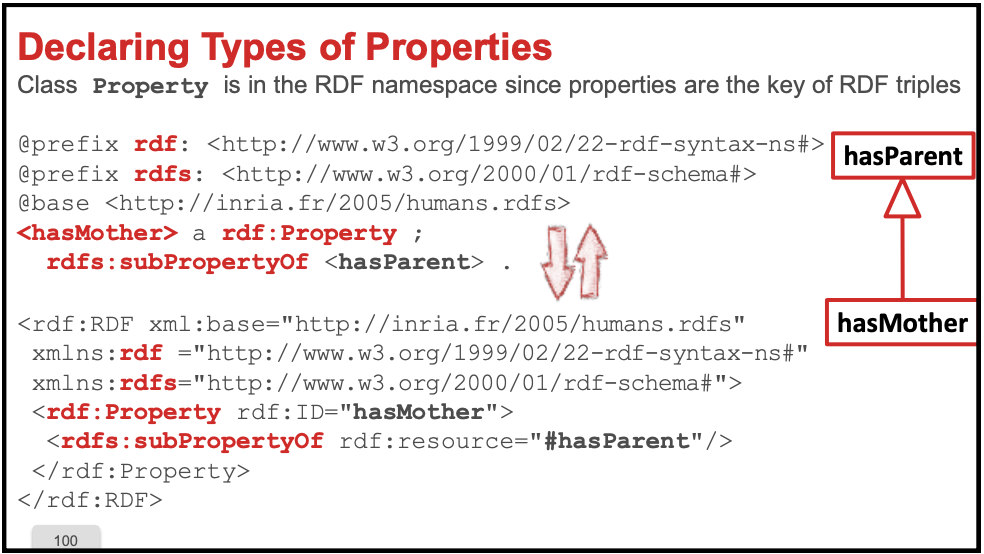 Declaring Types of Properties
Class Property is in the RDF namespace since properties are the key of RDF triples
@prefix rdf: <http://www.w3.org/1999/02/22-rdf-syntax-ns#>
@prefix rdfs: <http://www.w3.org/2000/01/rdf-schema#>
@base <http://inria.fr/2005/humans.rdfs>
<hasMother> a rdf:Property ;
rdfs:subPropertyOf <hasParent> .
hasParent
hasMother
<rdf:RDF xml:base="http://inria.fr/2005/humans.rdfs"
xmlns:rdf ="http://www.w3.org/1999/02/22-rdf-syntax-ns#"
xmlns:rdfs="http://www.w3.org/2000/01/rdf-schema#">
<rdf:Property rdf:ID="hasMother">
<rdfs:subPropertyOf rdf:resource="#hasParent"/>
</rdf:Property>
</rdf:RDF>
100